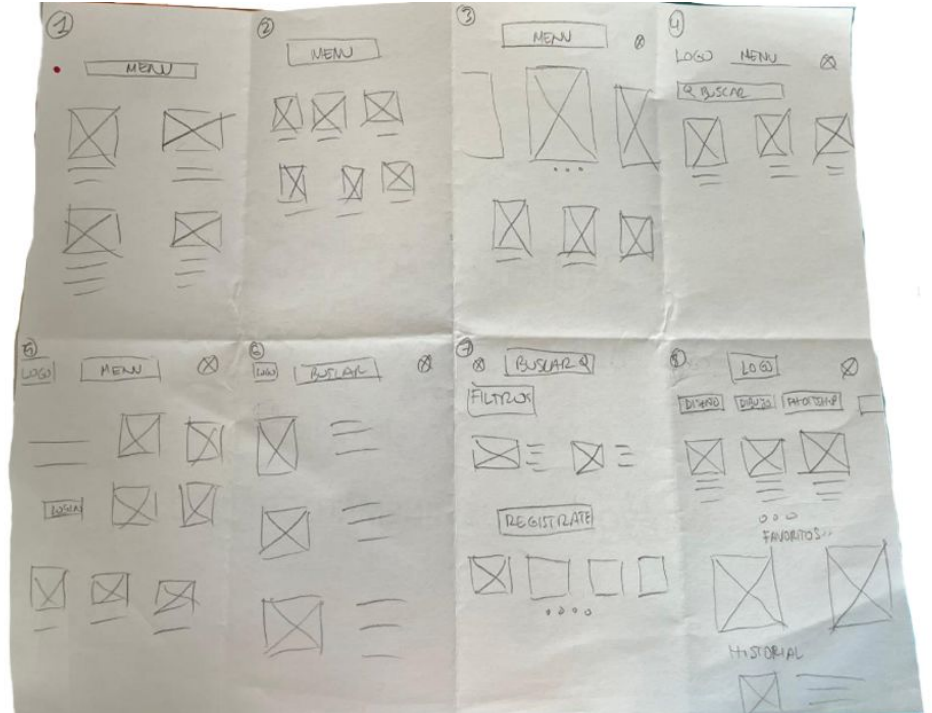 1
MENU
2
MENU
3
MENU
4
LOGO MENU
BUSCAR
5
LOGO MENU
LOGIN
6
LOGO BUSCAR
7
BUSCAR
FILTROS
REGISTRATE
8
LOGO
DISEÑO DIBUJO PHOTOSHOP
FAVORITOS
HISTORIAL